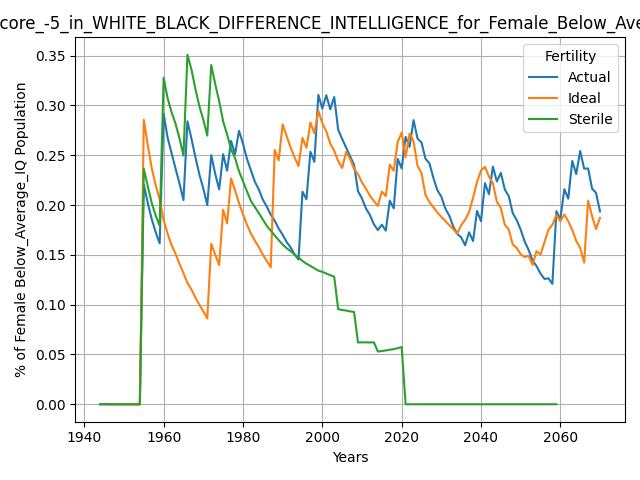 core_-5_in_WHITE_BLACK_DIFFERENCE_INTELLIGENCE_for_Female_Below_Ave
Fertility
Actual
Ideal
Sterile
% of Female Below_Average_IQ Population
0.35
0.30
0.25
0.20
0.15
0.10
0.05
0.00
1940 1960 1980 2000 2020 2040 2060
Years